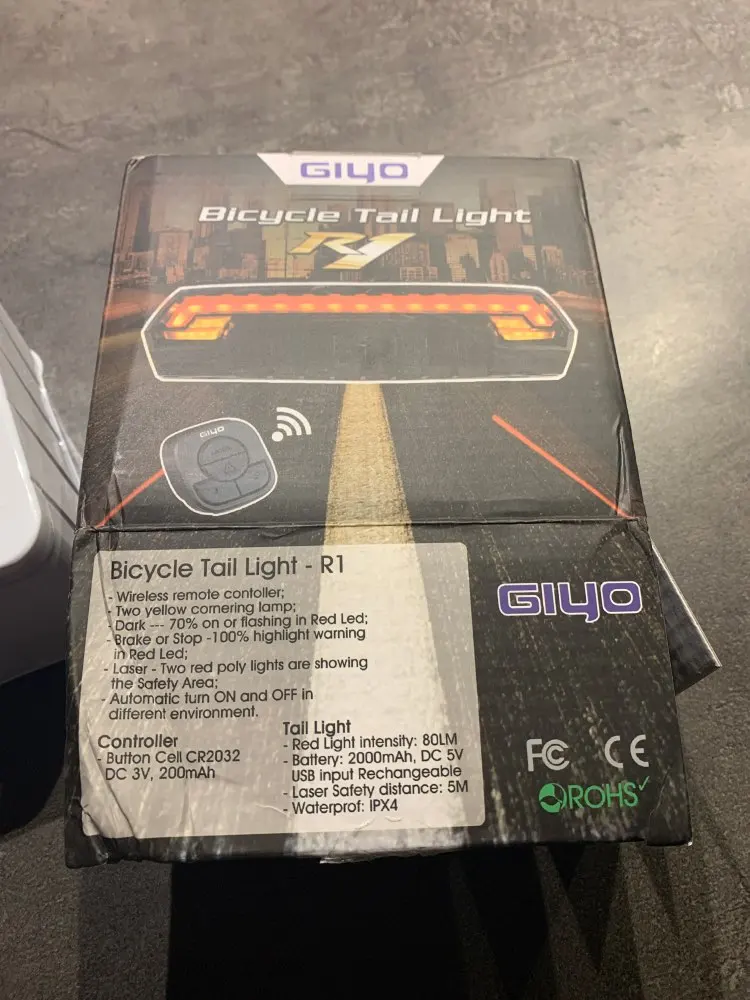 GIYO
Bicycle Tail Light
R1
GIYO
Bicycle Tail Light - R1
- Wireless remote contoller;
- Two yellow cornering lamp;
- Dark --- 70% on or flashing in Red Led;
- Brake or Stop -100% highlight warning
in Red Led;
- Laser - Two red poly lights are showing
the Safety Area;
- Automatic turn ON and OFF in
different environment.
Controller
- Button Cell CR2032
DC 3V, 200mAh
Tail Light
- Red Light intensity: 80LM
- Battery: 2000mAh, DC 5V
USB input Rechargeable
- Laser Safety distance: 5M
- Waterprof: IPX4
GIYO
FC CE
ROHS